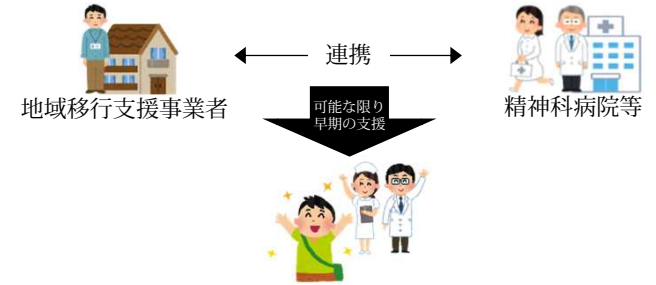 連携
地域移行支援事業者
精神科病院等
可能な限り
早期の支援